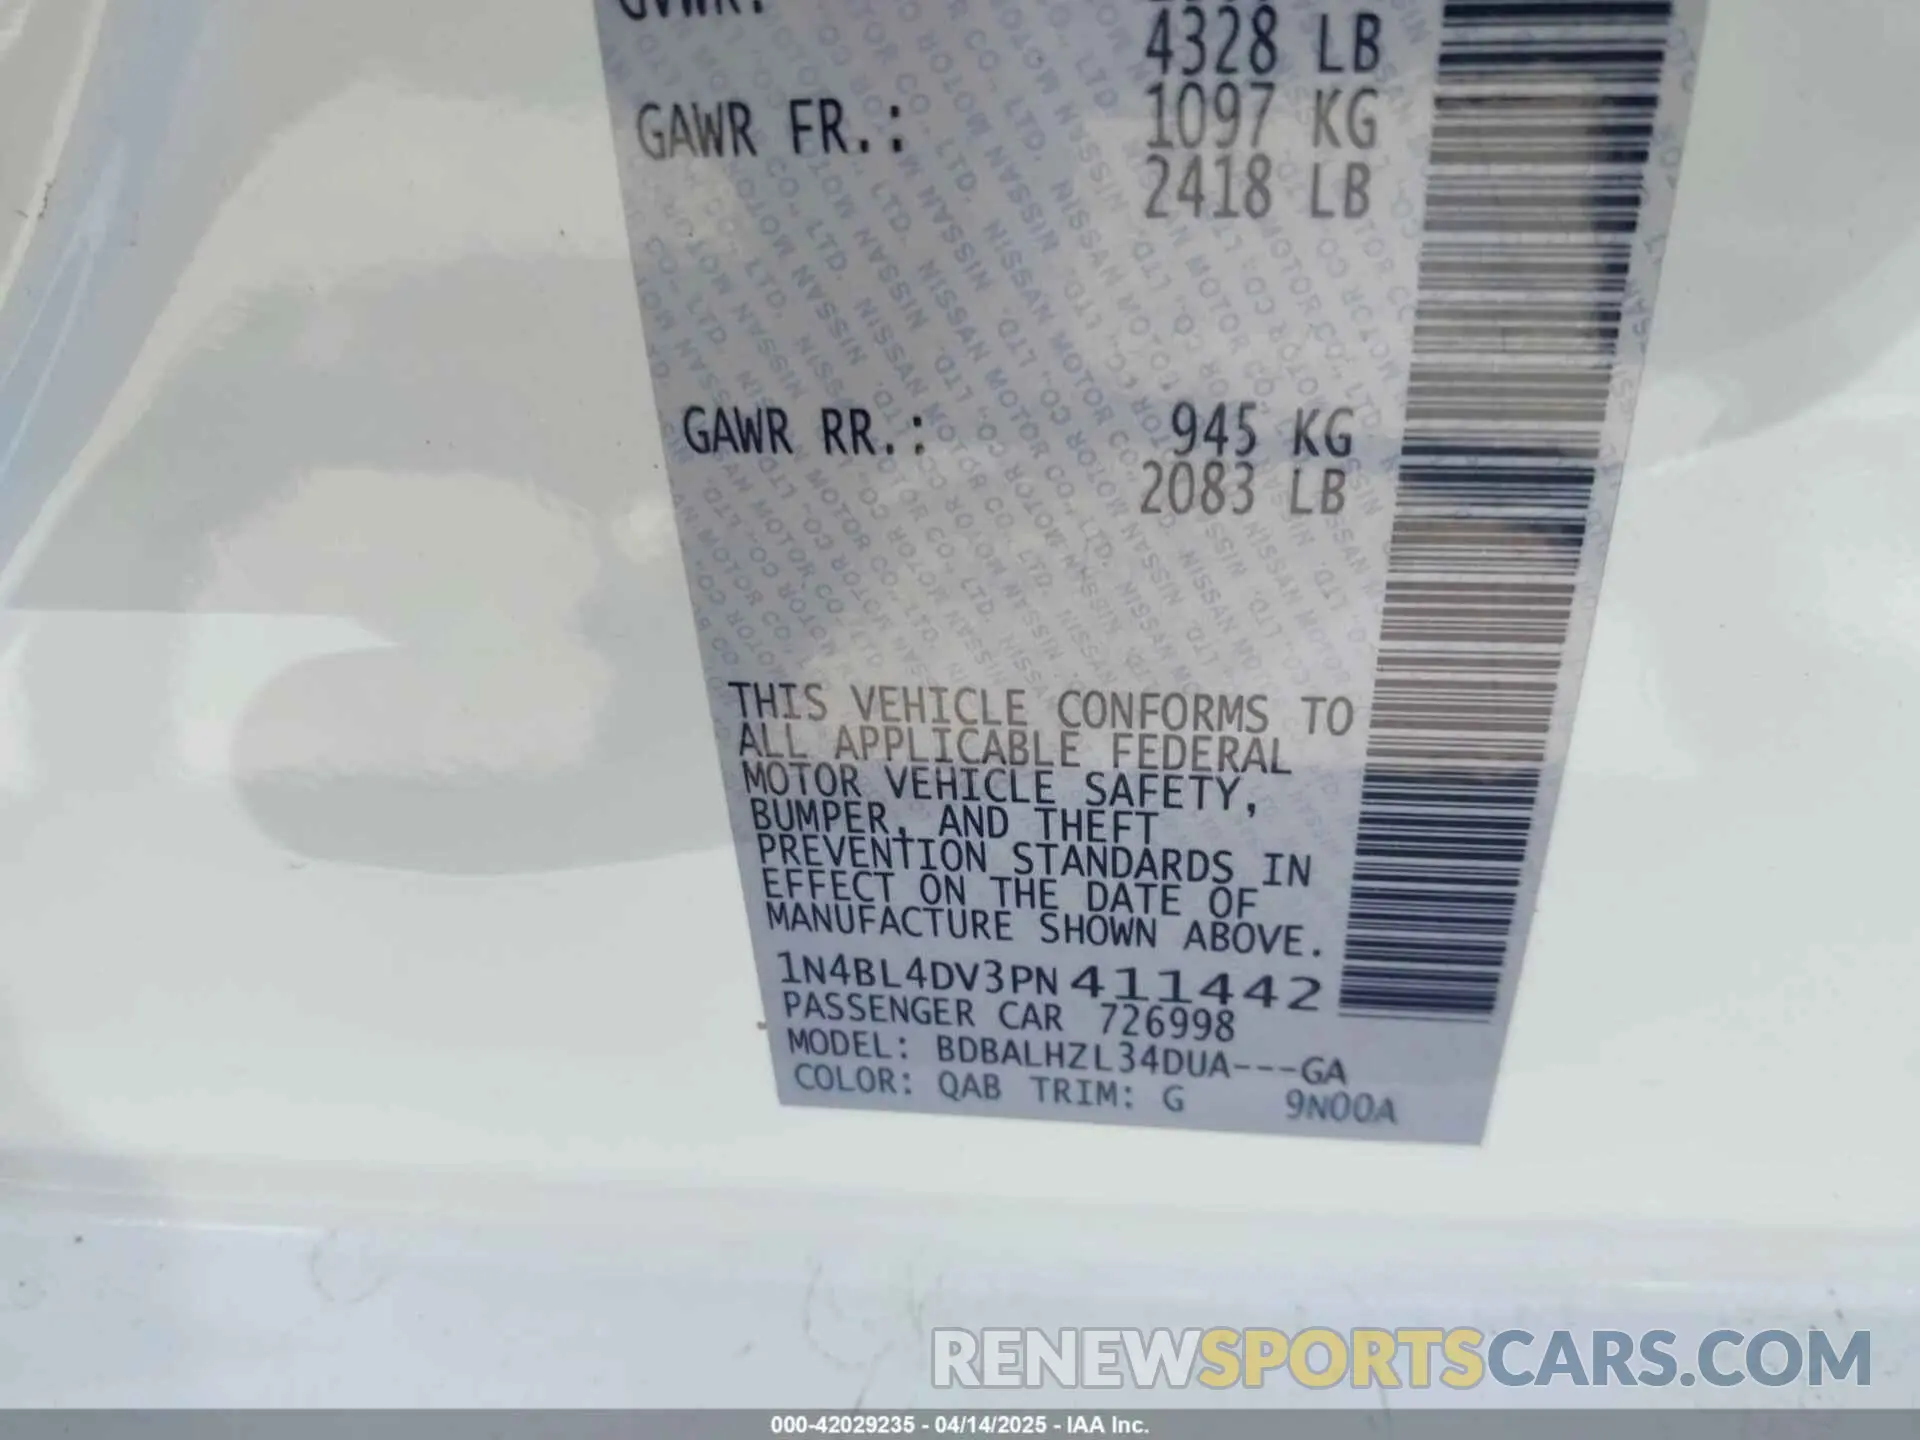 GVWR:
4328 LB
GAWR FR.: 1097 KG
2418 LB
GAWR RR.: 945 KG
2083 LB
THIS VEHICLE CONFORMS TO
ALL APPLICABLE FEDERAL
MOTOR VEHICLE SAFETY,
BUMPER, AND THEFT
PREVENTION STANDARDS IN
EFFECT ON THE DATE OF
MANUFACTURE SHOWN ABOVE.
1N4BL4DV3PN411442
PASSENGER CAR 726998
MODEL: BDBALHZL34DUA---GA
COLOR: QAB TRIM: G 9N00A
RENEWSPORTSCARS.COM
000-42029235 - 04/14/2025 - IAA Inc.